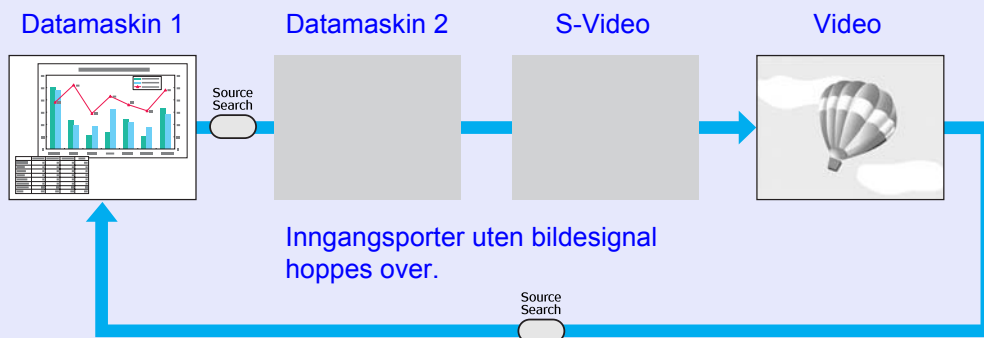 Datamaskin 1
Datamaskin 2
S-Video
Video
Source
Search
Inngangsporter uten bildesignal
hoppes over.
Source
Search